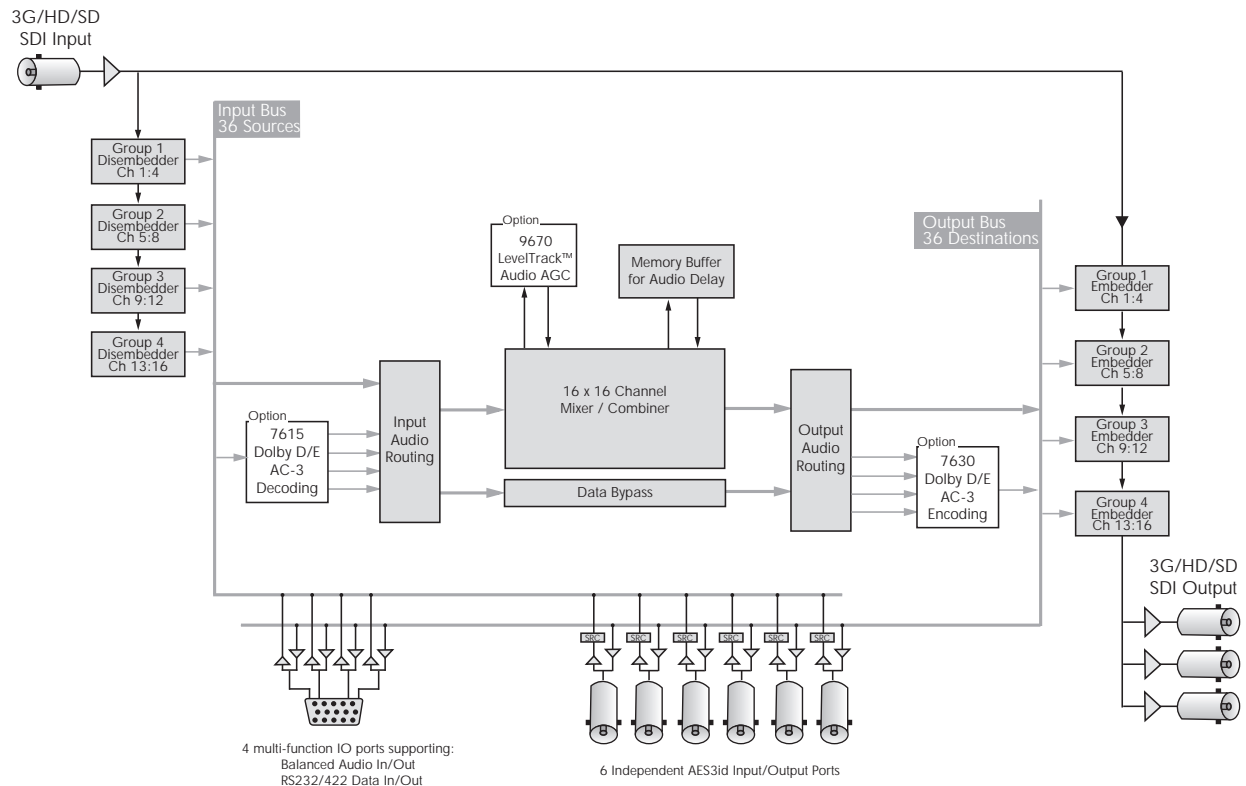 3G/HD/SD
SDI Input
Input Bus
36 Sources
Group 1
Disembedder
Ch 1:4
Group 2
Disembedder
Ch 5:8
Group 3
Disembedder
Ch 9:12
Group 4
Disembedder
Ch 13:16
Option
9670
LevelTrack™
Audio AGC
Memory Buffer
for Audio Delay
Output Bus
36 Destinations
Group 1
Embedder
Ch 1:4
Group 2
Embedder
Ch 5:8
Group 3
Embedder
Ch 9:12
Group 4
Embedder
Ch 13:16
Option
7615
Dolby D/E
AC-3
Decoding
Input
Audio
Routing
16 x 16 Channel
Mixer / Combiner
Data Bypass
Output
Audio
Routing
Option
7630
Dolby D/E
AC-3
Encoding
3G/HD/SD
SDI Output
SRC
SRC
SRC
SRC
SRC
SRC
4 multi-function IO ports supporting:
Balanced Audio In/Out
RS232/422 Data In/Out
6 Independent AES3id Input/Output Ports